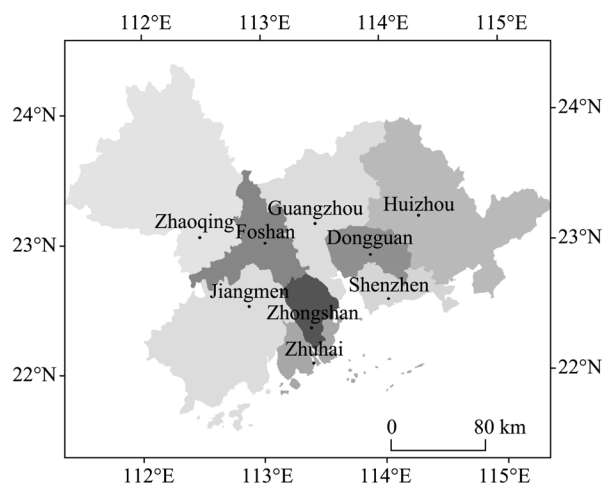 112°E 113°E 114°E 115°E
24°N 24°N
Huizhou
Guangzhou
Zhaoqing
Foshan Dongguan
23°N 23°N
Shenzhen
Jiangmen
Zhongshan
Zhuhai
22°N 22°N
0 80 km
112°E 113°E 114°E 115°E